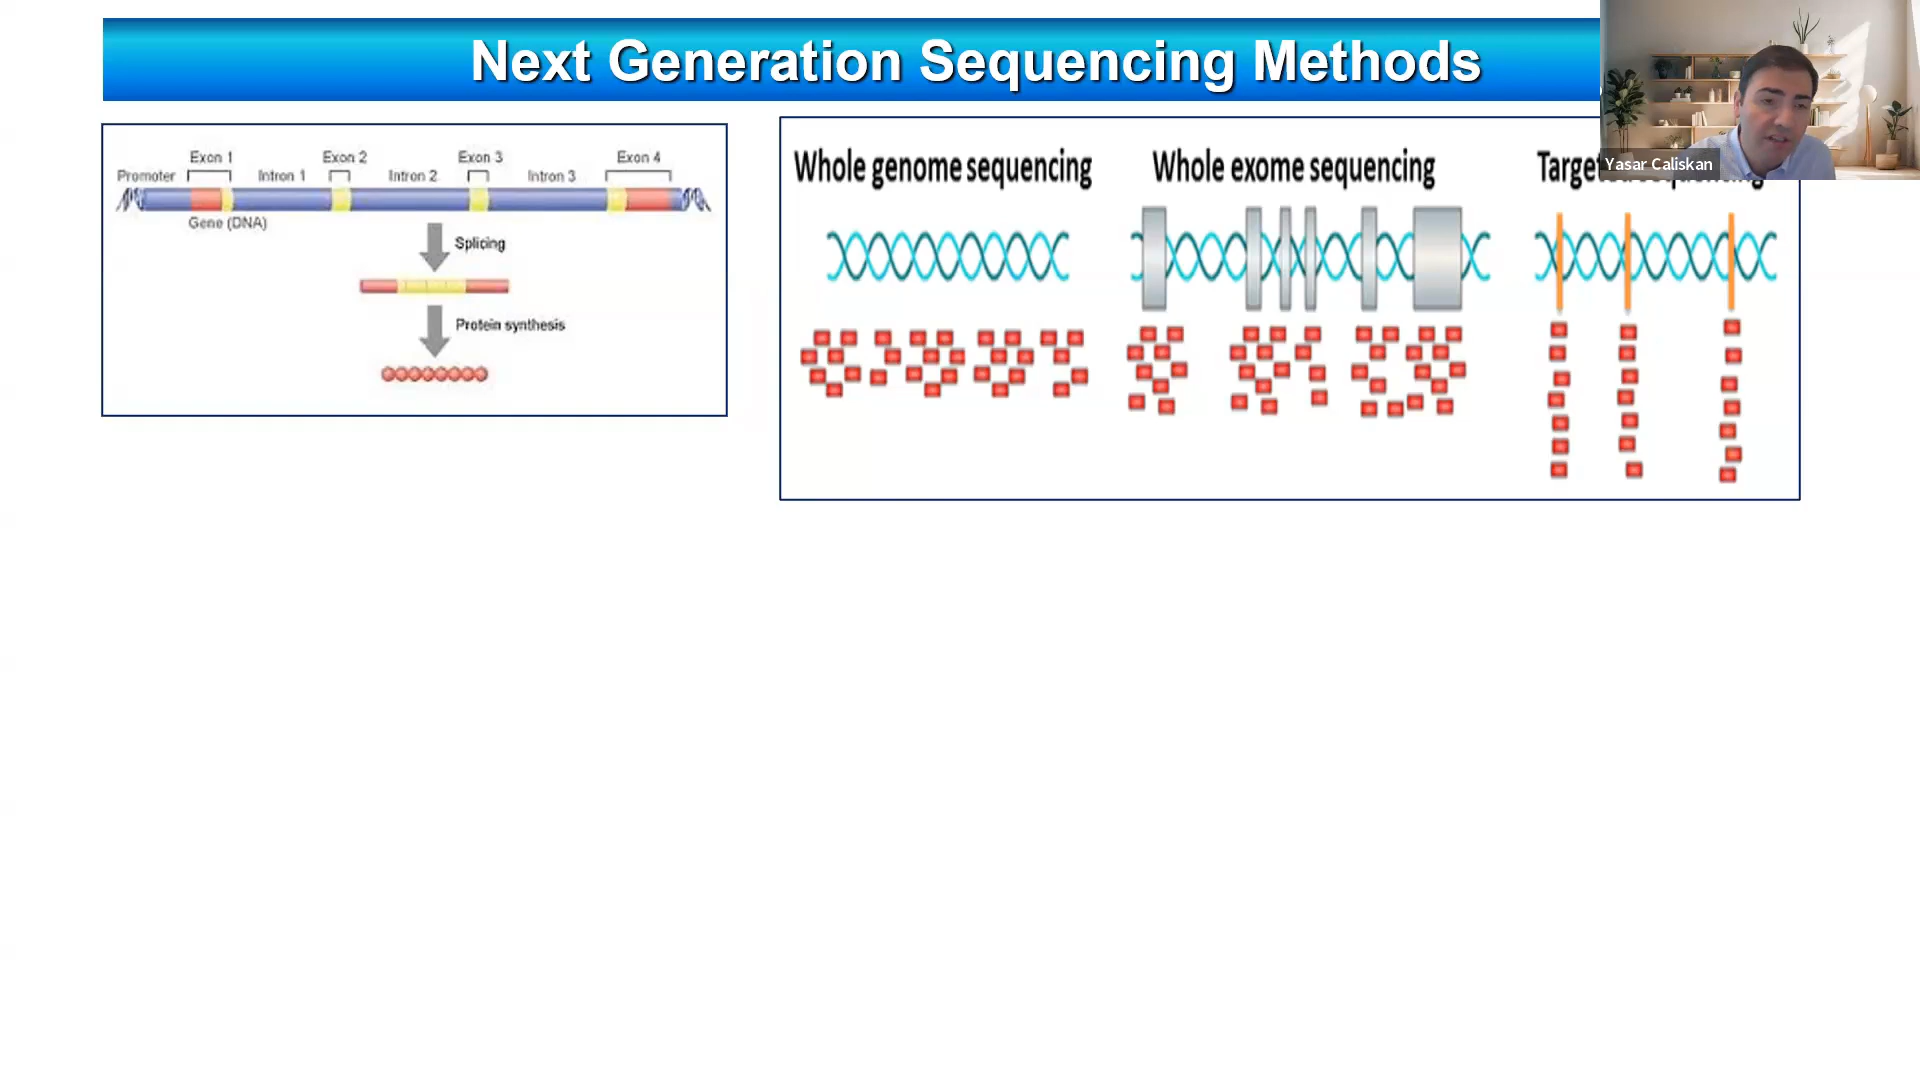 Next Generation Sequencing Methods
Yasar Caliskan
Exon 1 Exon 2 Exon 3 Exon 4
Promoter Intron 1 Intron 2 Intron 3
Gene (DNA)
Splicing
Protein synthesis
Whole genome sequencing
Whole exome sequencing